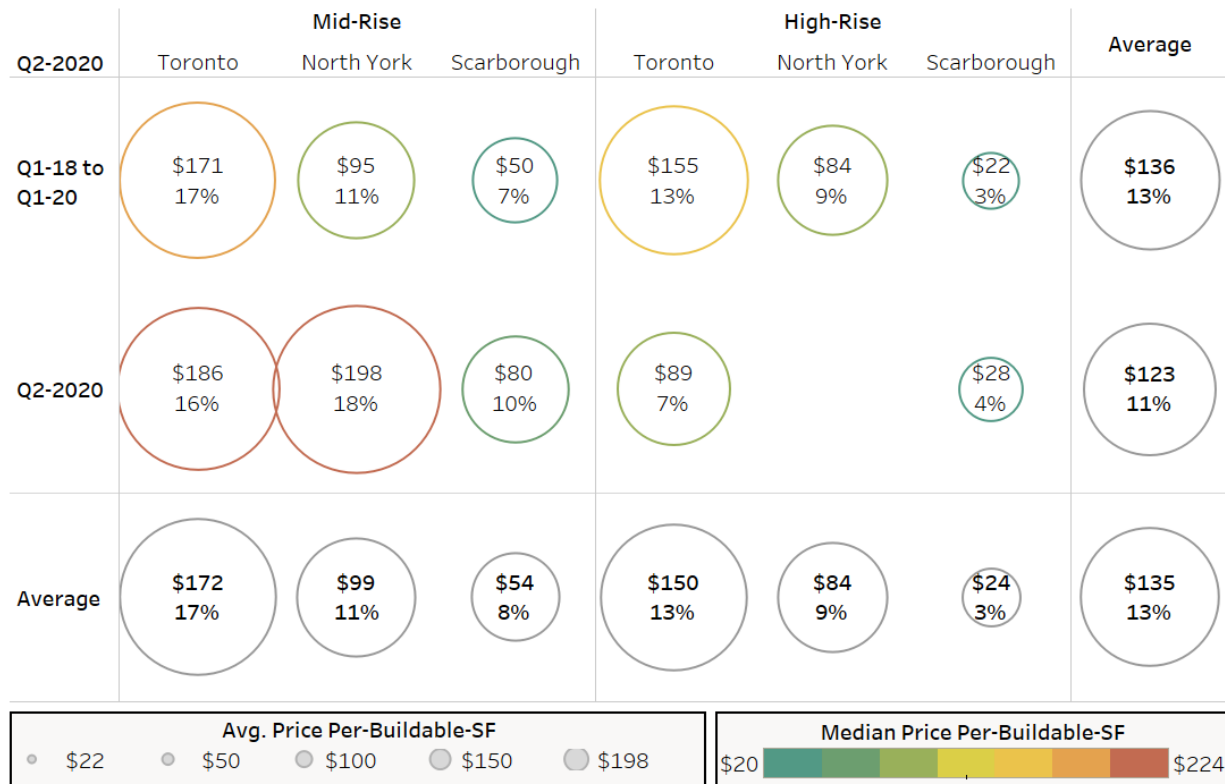 Mid-Rise High-Rise Average
Q2-2020 Toronto North York Scarborough Toronto North York Scarborough
Q1-18 to
Q1-20
$171 $95 $50 $155 $84 $22 $136
17% 11% 7% 13% 9% 3% 13%
Q2-2020
$186 $198 $80 $89 $28 $123
16% 18% 10% 7% 4% 11%
Average
$172 $99 $54 $150 $84 $24 $135
17% 11% 8% 13% 9% 3% 13%
Avg. Price Per-Buildable-SF
$22 $50 $100 $150 $198
Median Price Per-Buildable-SF
$20 $224